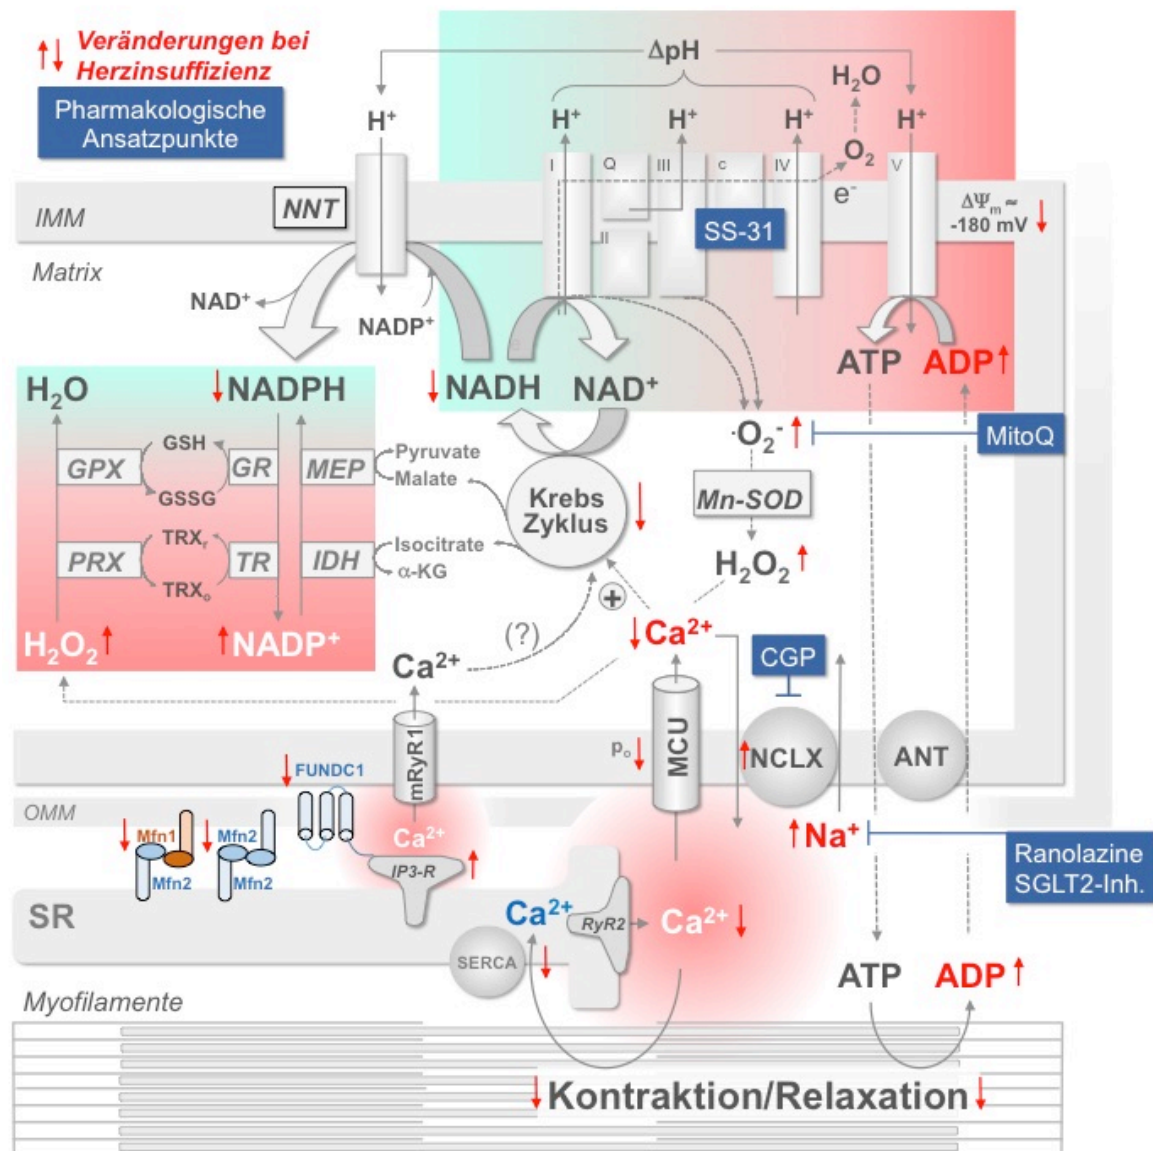 Veränderungen bei
Herzinsuffizienz
Pharmakologische
Ansatzpunkte
ΔpH
H₂O
H⁺
H⁺
H⁺
H⁺
H⁺
O₂
I
Q
III
c
IV
V
e⁻
NNT
IMM
II
SS-31
ΔΨₘ ≈
-180 mV
Matrix
NAD⁺
NADP⁺
ATP
ADP
H₂O
NADPH
NADH
NAD⁺
·O₂⁻
MitoQ
GSH
GPX
GR
MEP
Pyruvate
Malate
GSSG
Krebs
Zyklus
Mn-SOD
TRXᵣ
PRX
TR
IDH
Isocitrate
α-KG
TRXₒ
H₂O₂
+
H₂O₂
NADP⁺
(?)
Ca²⁺
Ca²⁺
CGP
mRyR1
pₒ
MCU
NCLX
ANT
FUNDC1
OMM
Mfn1
Mfn2
Mfn2
Mfn2
Ca²⁺
Na⁺
Ranolazine
SGLT2-Inh.
IP3-R
SR
Ca²⁺
RyR2
Ca²⁺
SERCA
ATP
ADP
Myofilamente
Kontraktion/Relaxation